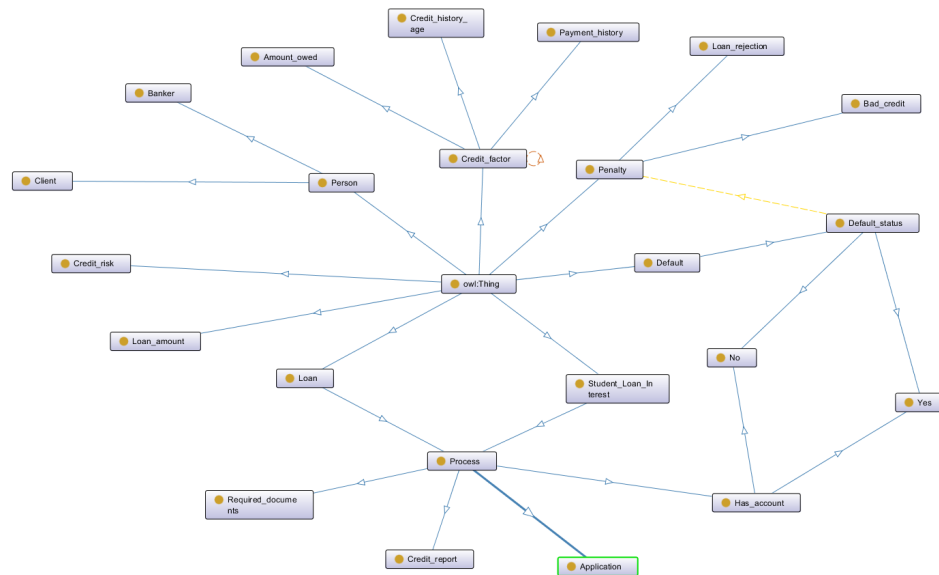 Credit_history_
age
Payment_history
Loan_rejection
Amount_owed
Banker
Bad_credit
Credit_factor
Penalty
Client
Person
Default_status
Credit_risk
Default
owl:Thing
Loan_amount
No
Loan
Student_Loan_In
terest
Yes
Process
Required_docume
nts
Has_account
Credit_report
Application